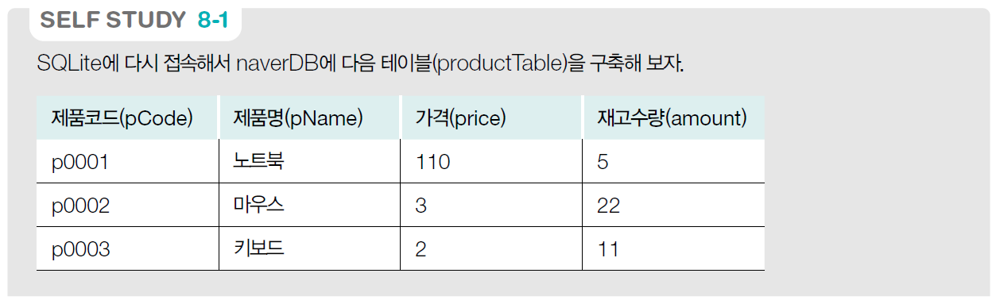 SELF STUDY 8-1
SQLite에 다시 접속해서 naverDB에 다음 테이블(productTable)을 구축해 보자.
제품코드(pCode) 제품명(pName) 가격(price) 재고수량(amount)
p0001 노트북 110 5
p0002 마우스 3 22
p0003 키보드 2 11